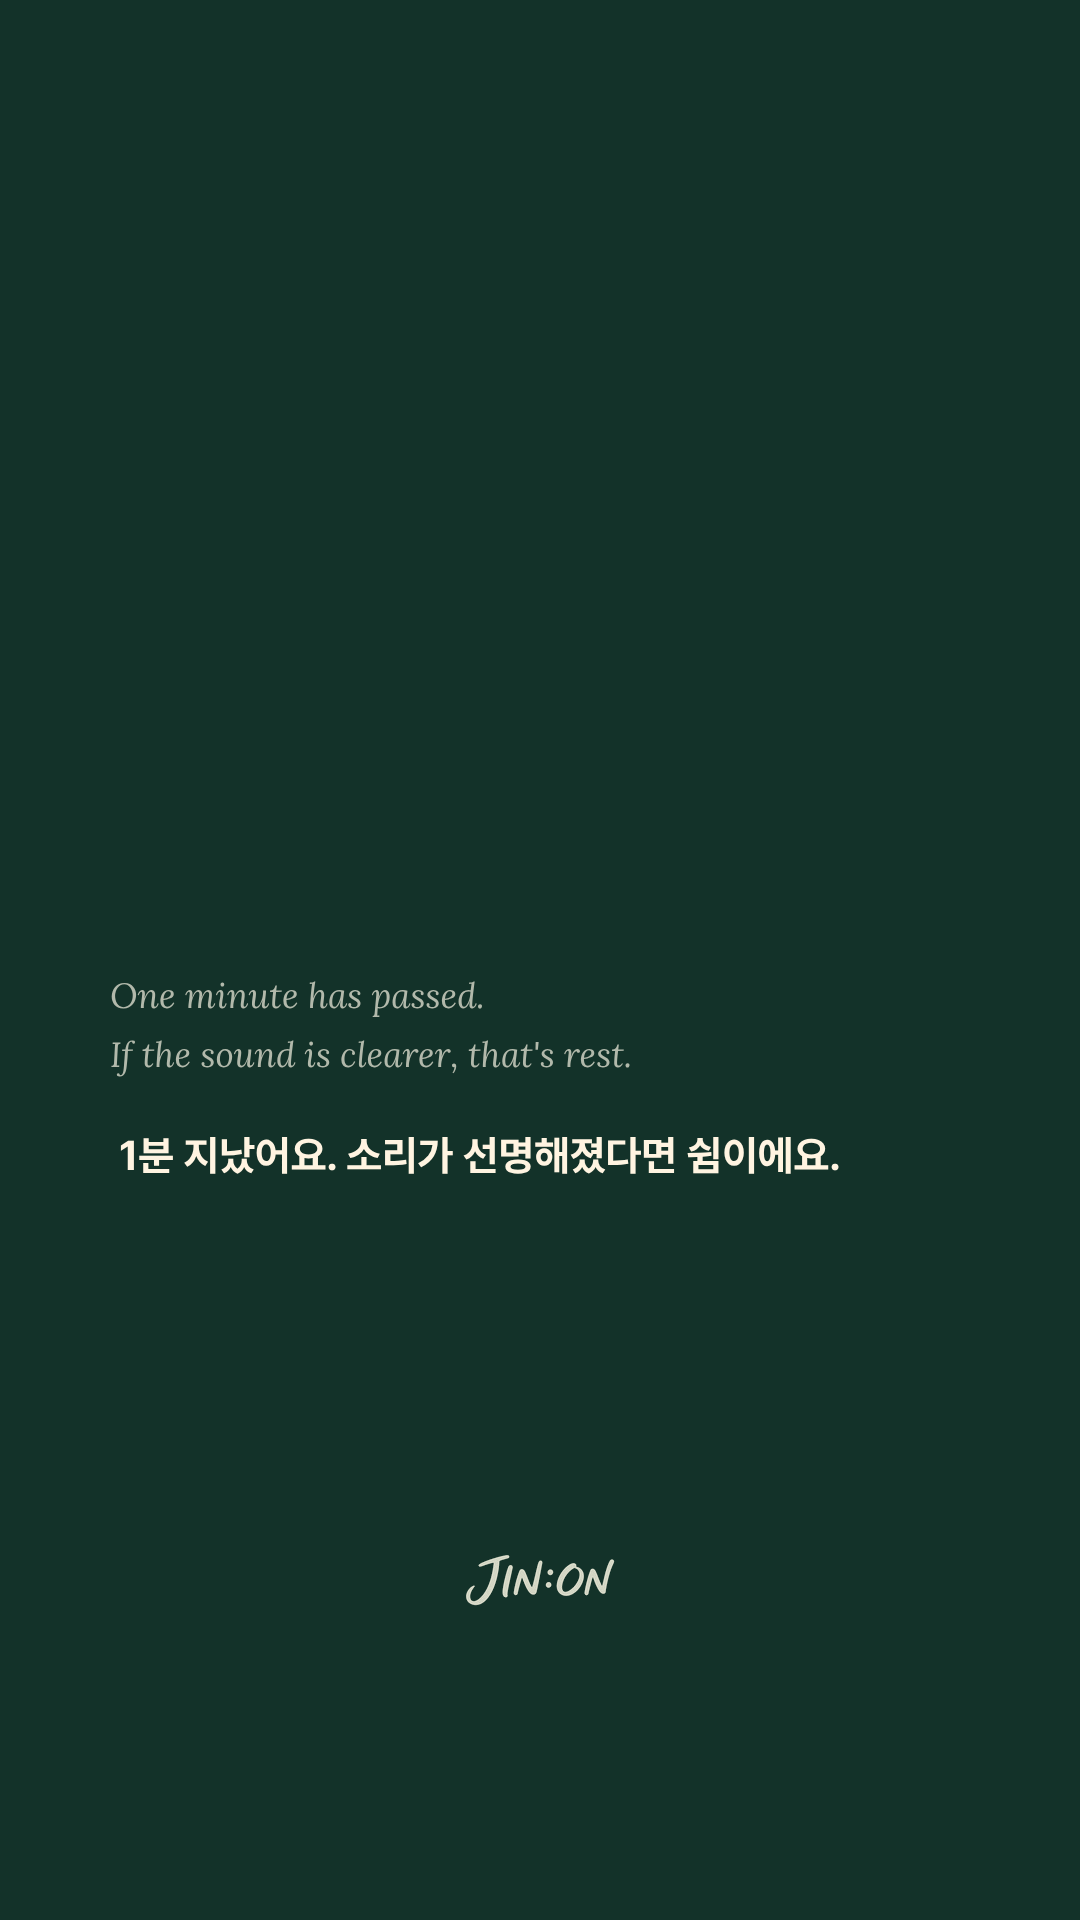 One minute has passed.
If the sound is clearer, that's rest.
1분 지났어요. 소리가 선명해졌다면 쉼이에요.
JIN:ON